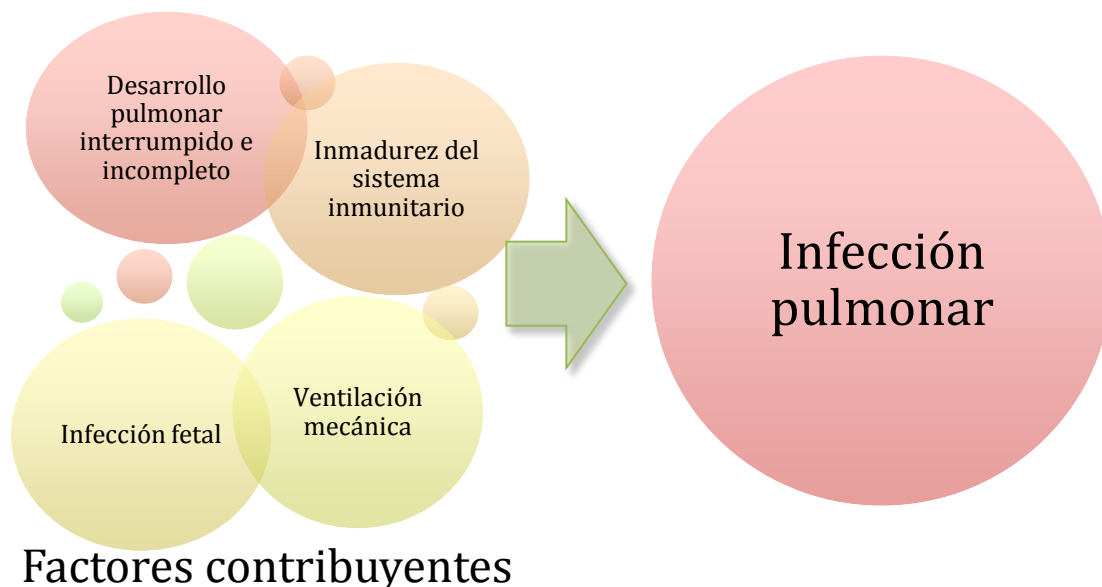 Desarrollo
pulmonar
interrumpido e
incompleto
Inmadurez del
sistema
inmunitario
Infección fetal
Ventilación
mecánica
Factores contribuyentes
Infección
pulmonar